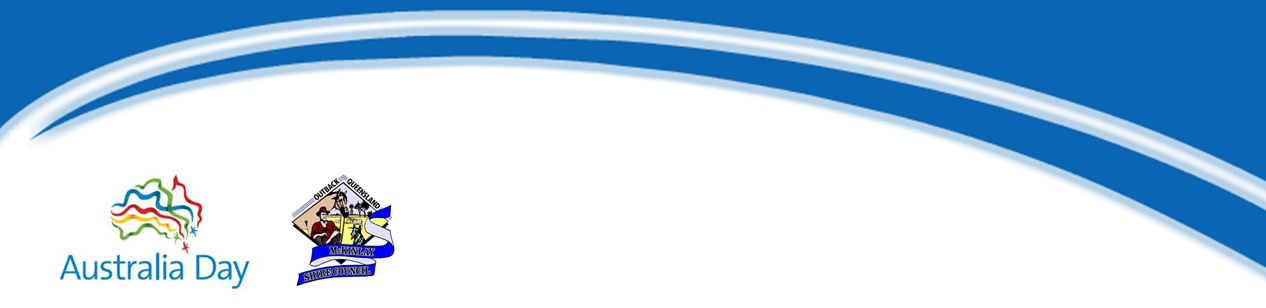 Australia Day
OUTBACK QUEENSLAND
McKINLAY
SHIRE COUNCIL